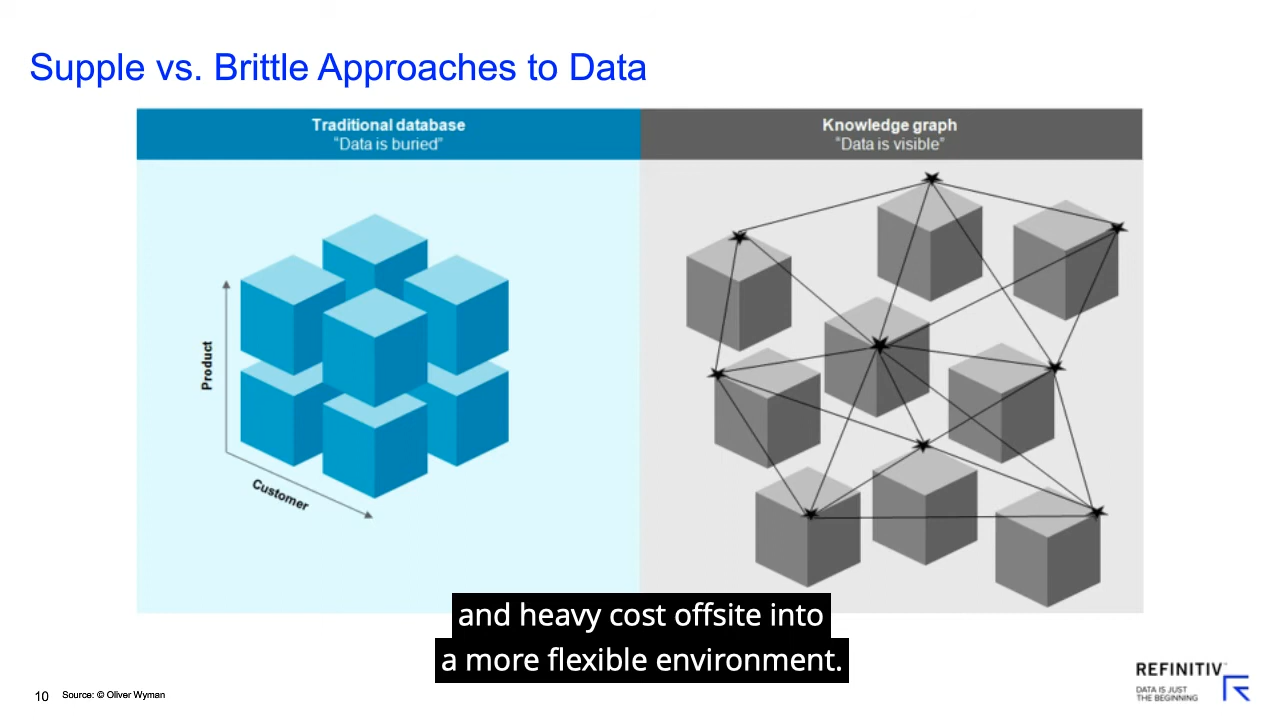 Supple vs. Brittle Approaches to Data
Traditional database
“Data is buried”
Knowledge graph
“Data is visible”
Product
Customer
and heavy cost offsite into
a more flexible environment.
10
Source: © Oliver Wyman
REFINITIV
DATA IS JUST
THE BEGINNING